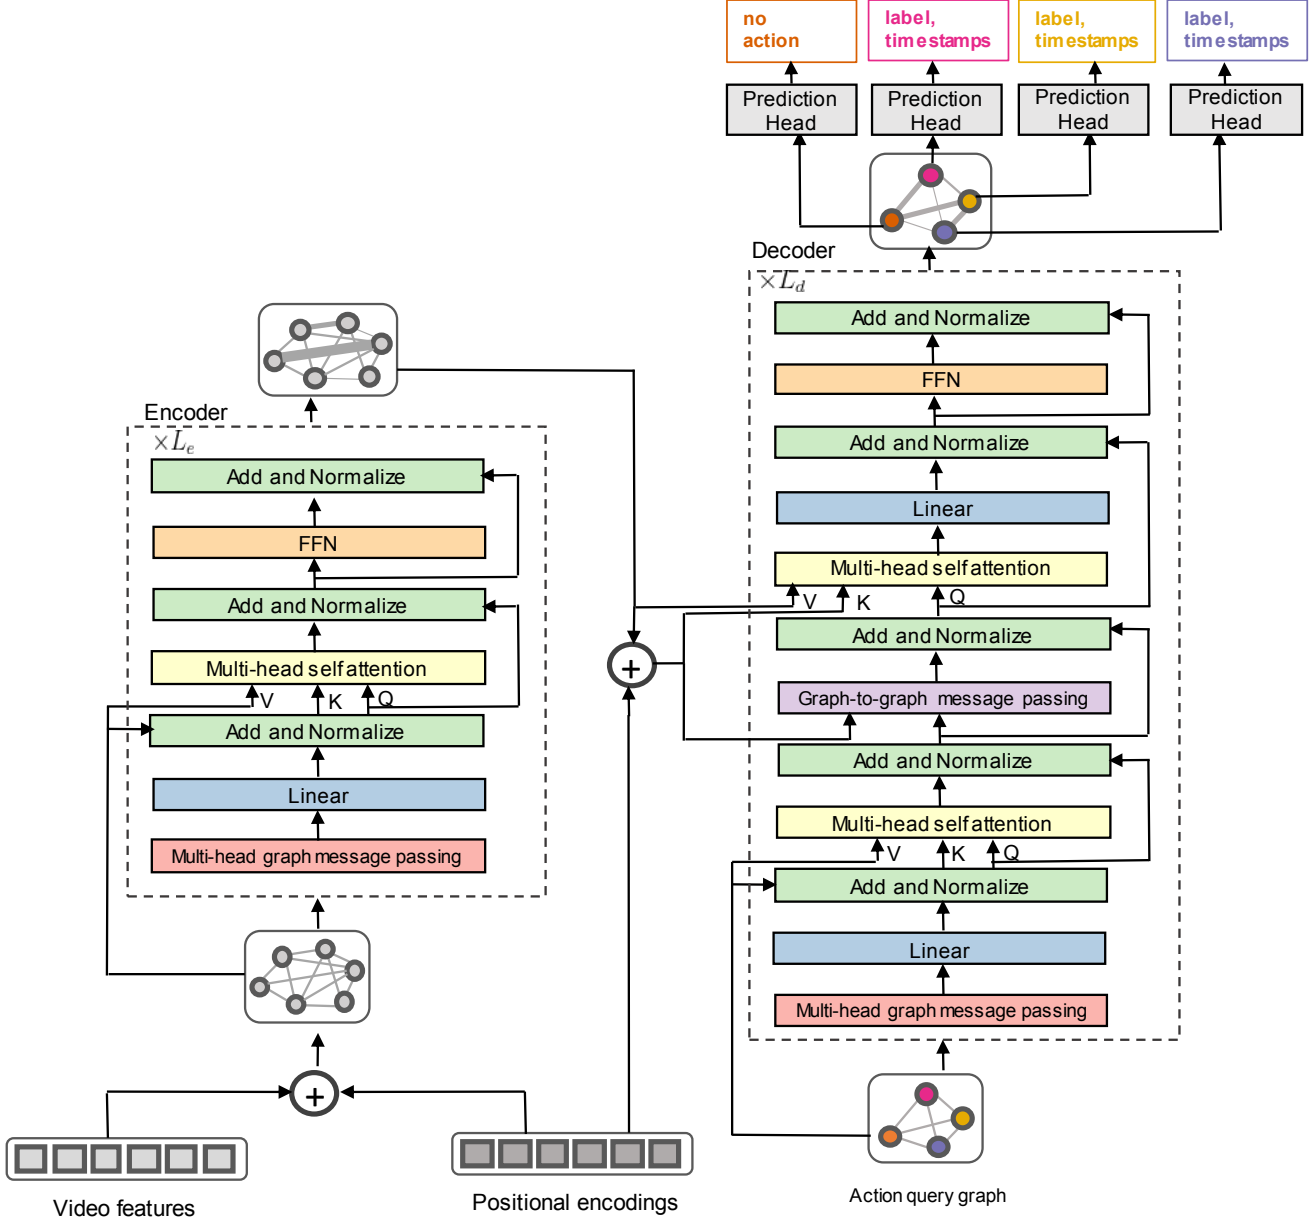 no
action
label,
timestamps
label,
timestamps
label,
timestamps
Prediction
Head
Prediction
Head
Prediction
Head
Prediction
Head
Decoder
×L_d
Add and Normalize
FFN
Add and Normalize
Linear
Multi-head self attention
V
K
Q
Add and Normalize
Graph-to-graph message passing
Add and Normalize
Multi-head self attention
V
K
Q
Add and Normalize
Linear
Multi-head graph message passing
Action query graph
Encoder
×L_e
Add and Normalize
FFN
Add and Normalize
Multi-head self attention
V
K
Q
Add and Normalize
Linear
Multi-head graph message passing
+
+
Video features
Positional encodings